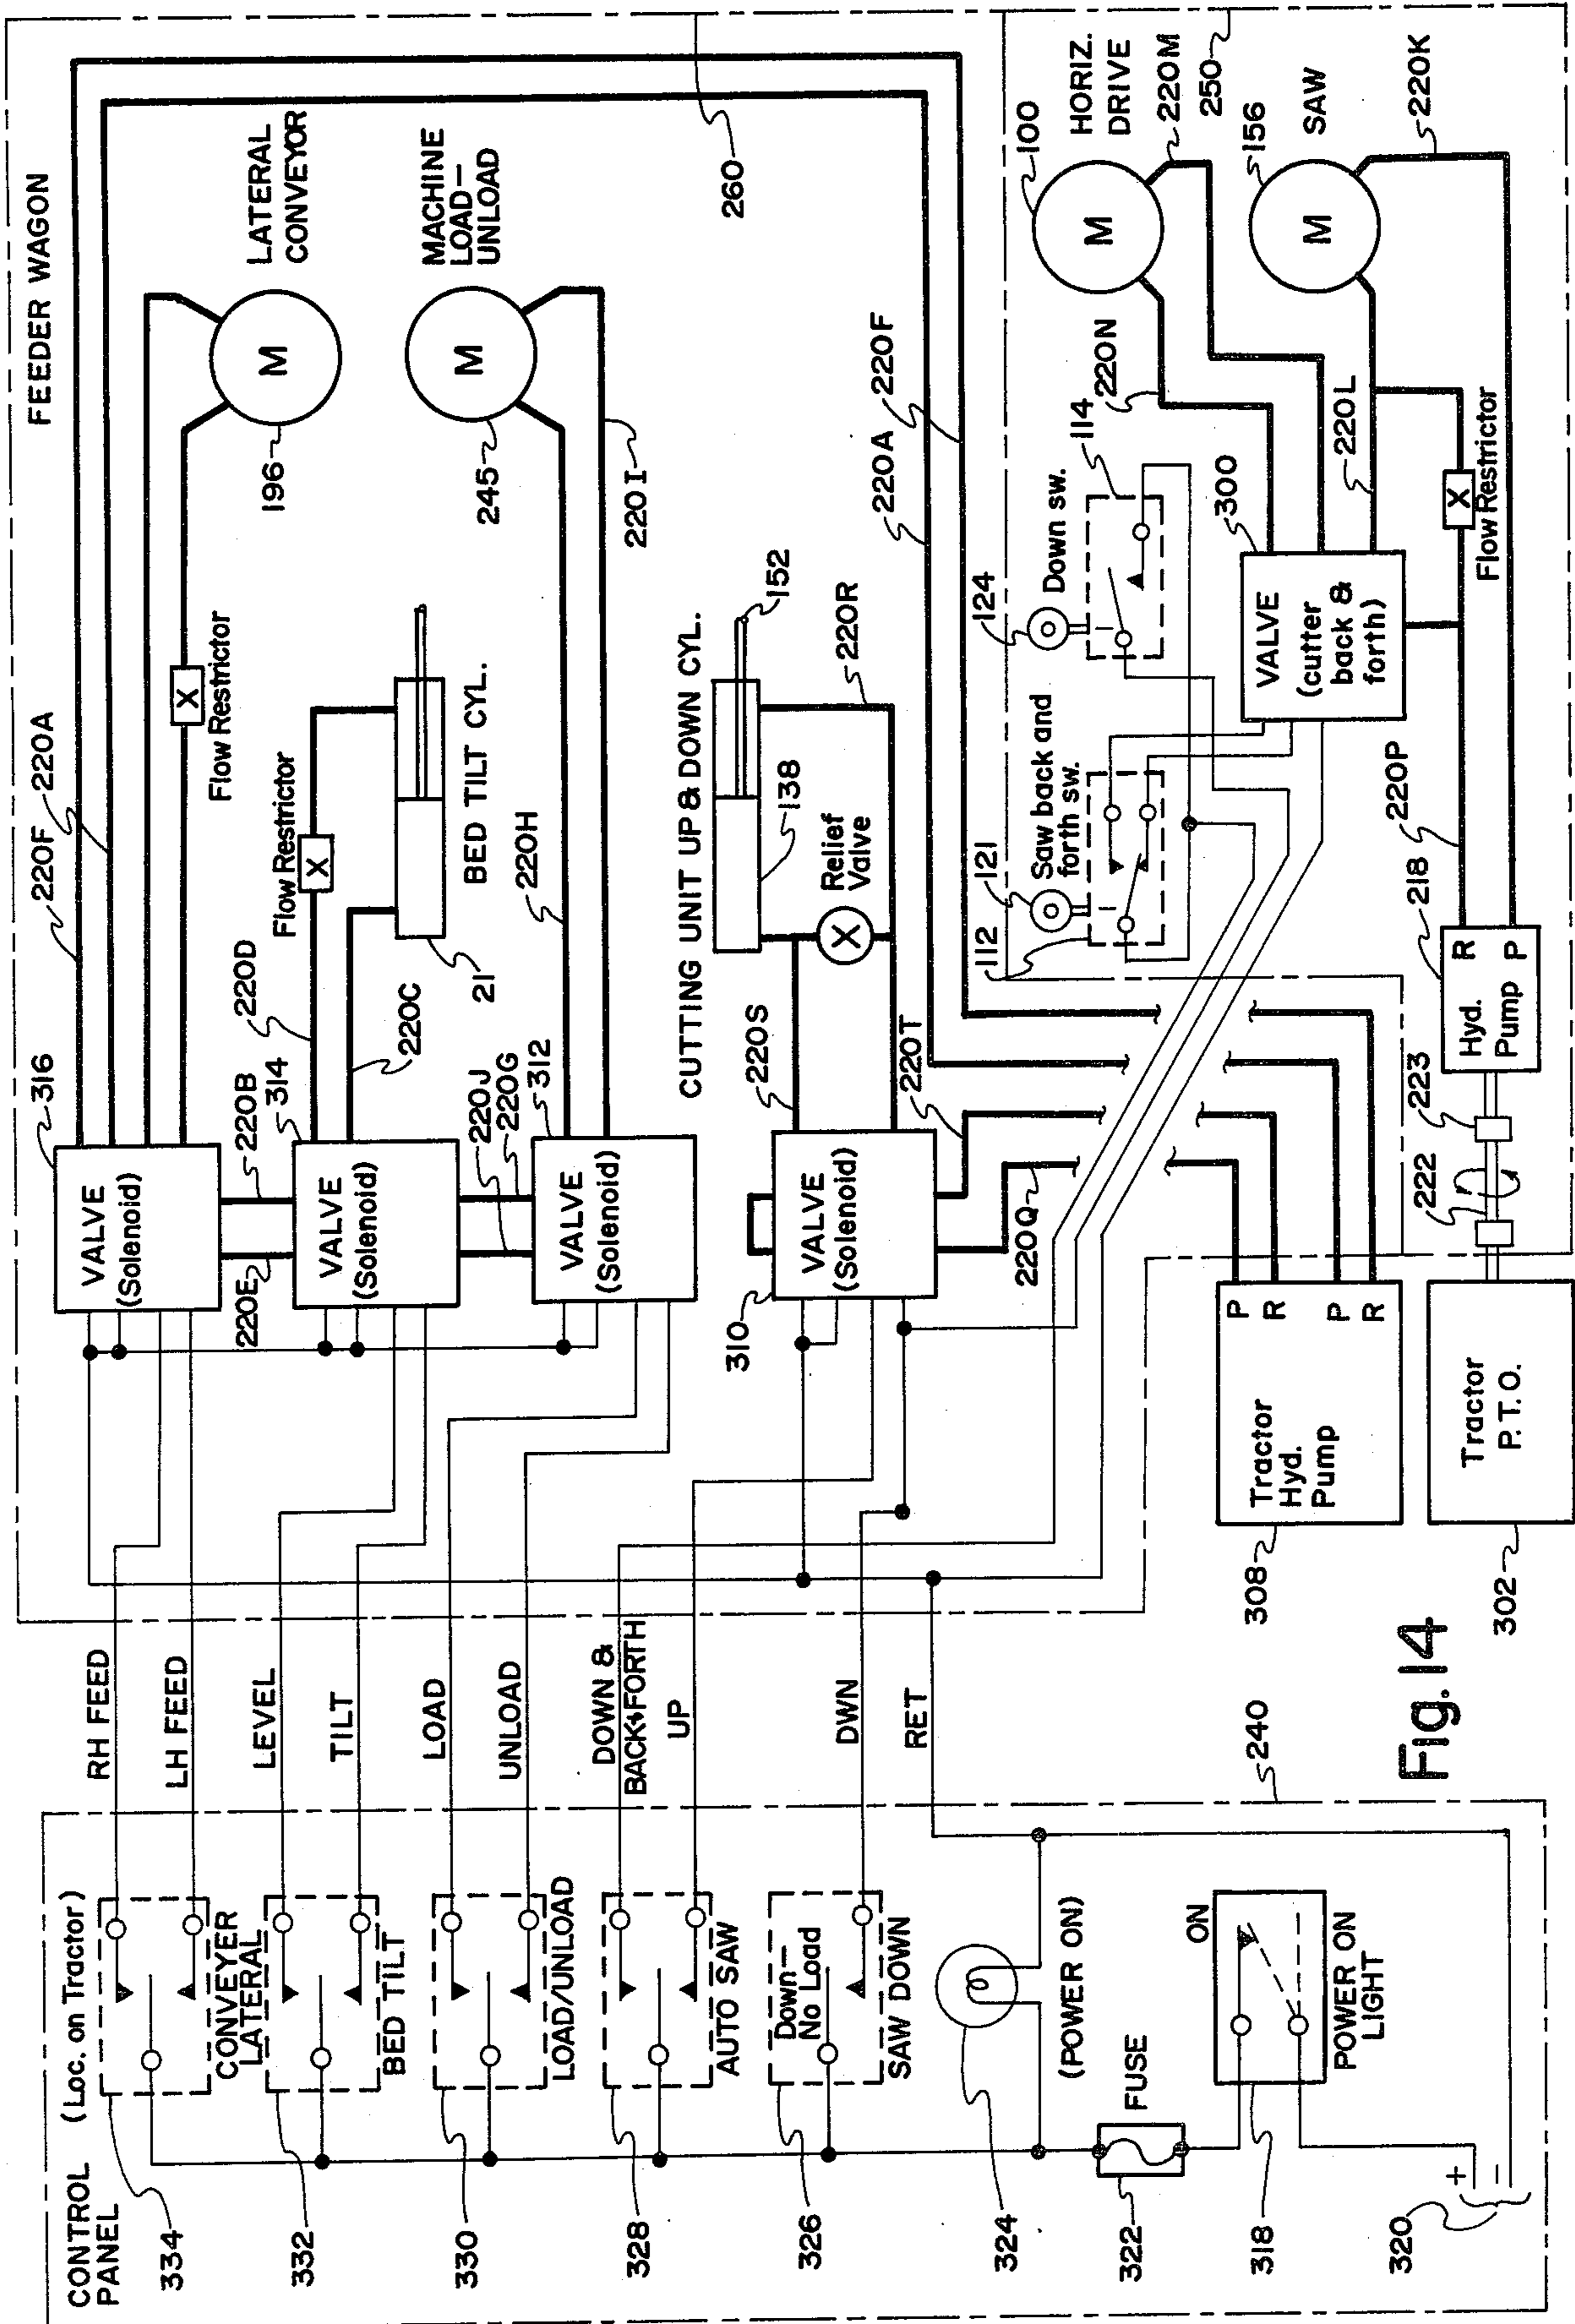 CONTROL
PANEL
(Loc. on Tractor)
334
CONVEYER
LATERAL
332
BED TILT
330
LOAD/UNLOAD
328
AUTO SAW
326
Down—
No Load
SAW DOWN
324
(POWER ON)
322
FUSE
318
ON
POWER ON
LIGHT
320
+
−
240
RH FEED
LH FEED
LEVEL
TILT
LOAD
UNLOAD
DOWN &
BACK&FORTH
UP
DWN
RET
Fig. 14
FEEDER WAGON
316
VALVE
(Solenoid)
220F
220A
Flow Restrictor
X
M
196
LATERAL
CONVEYOR
220E
220B
314
VALVE
(Solenoid)
220D
220C
Flow Restrictor
X
21
BED TILT CYL.
220J
220G
312
VALVE
(Solenoid)
220H
220I
M
245
MACHINE
LOAD—
UNLOAD
CUTTING UNIT UP & DOWN CYL.
310
VALVE
(Solenoid)
220S
220T
220Q
138
X
Relief
Valve
152
220R
220A
220F
260
112
121
Saw back and
forth sw.
124
Down sw.
114
220N
100
M
HORIZ.
DRIVE
220M
250
300
VALVE
(cutter
back &
forth)
220L
156
M
SAW
220K
X
Flow Restrictor
220P
218
Hyd.
Pump
R
P
223
222
308
Tractor
Hyd.
Pump
P
R
P
R
302
Tractor
P.T.O.